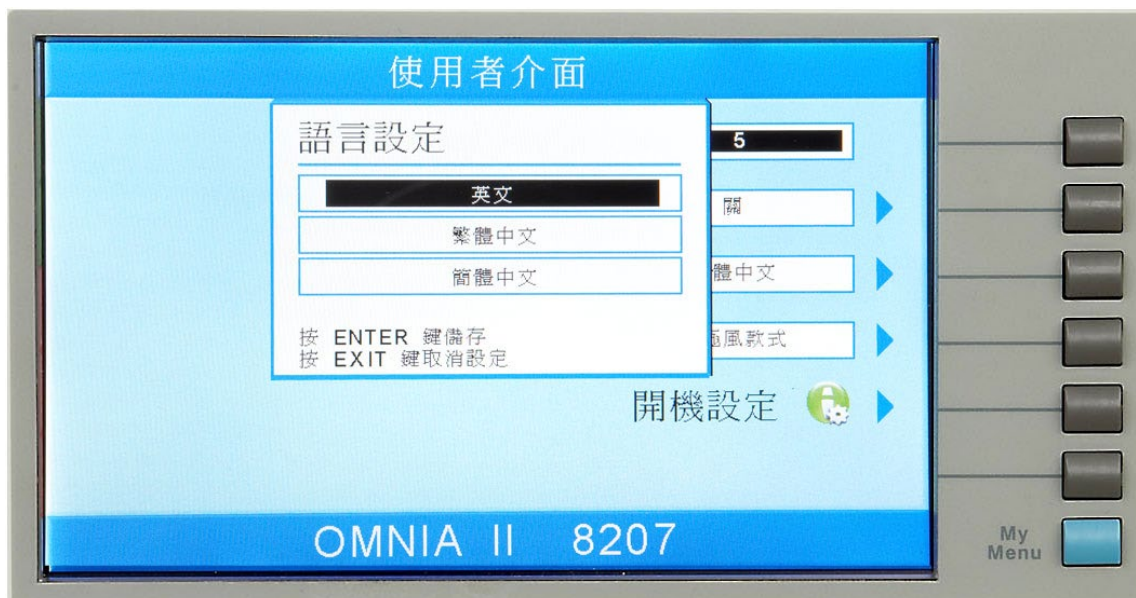 使用者介面
語言設定
英文
繁體中文
簡體中文
按 ENTER 鍵儲存
按 EXIT 鍵取消設定
5
關
體中文
風款式
開機設定
OMNIA II 8207
My
Menu